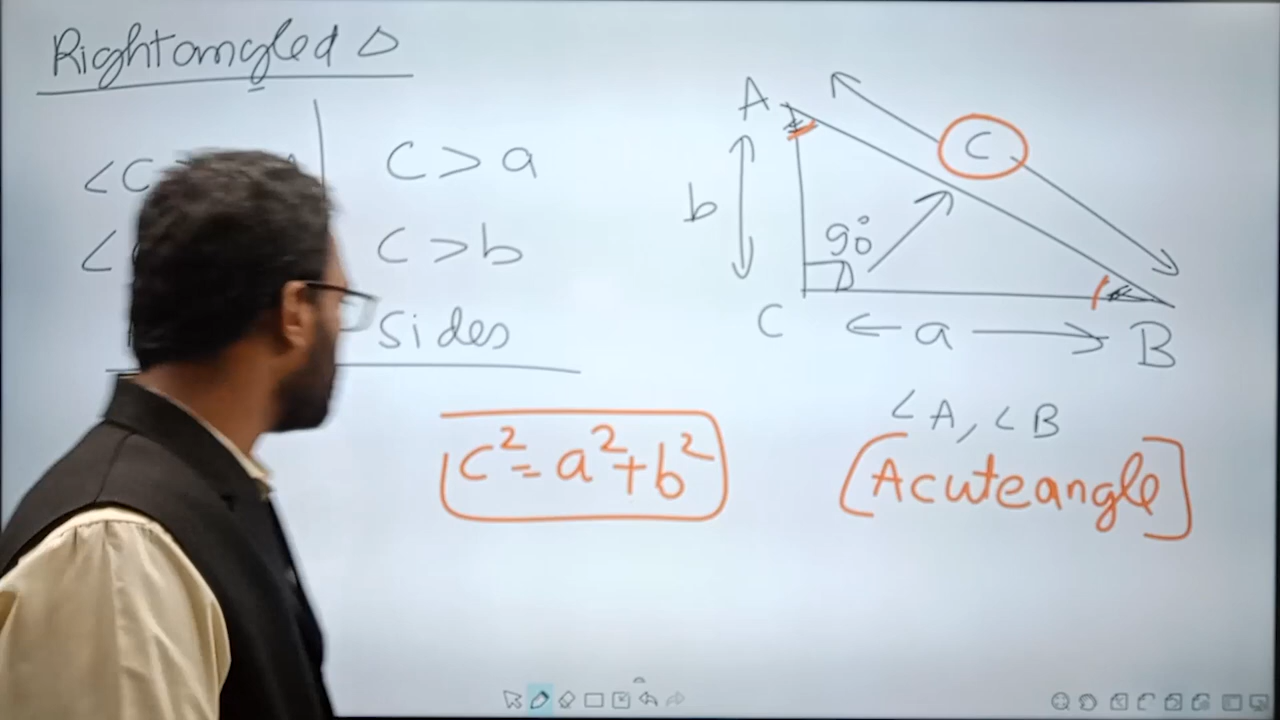 Rightangled △
∠C
C > a
∠
C > b
Sides
C² = a² + b²
A
C
b
90°
C
← a →
B
∠A, ∠B
[Acuteangle]